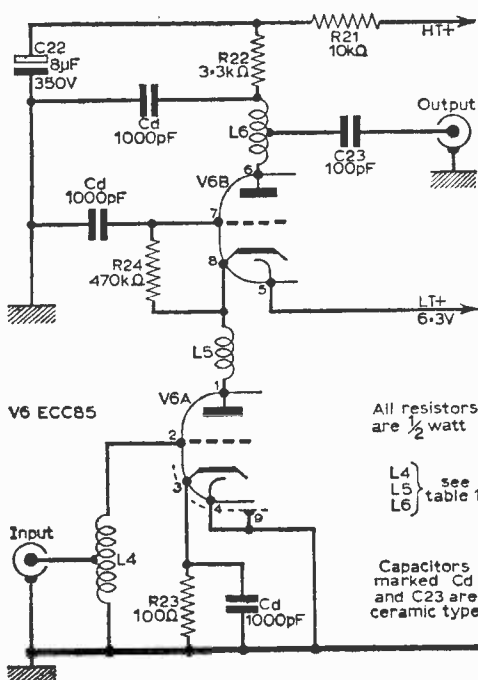 C22
8µF
350V
R22
3·3kΩ
R21
10kΩ
HT+
Cd
1000pF
L6
Output
C23
100pF
Cd
1000pF
V6B
6
7
8
5
R24
470kΩ
LT+
6·3V
L5
V6 ECC85
V6A
1
2
3
4
9
All resistors
are 1/2 watt
L4
L5
L6
see
table 1
Input
L4
R23
100Ω
Cd
1000pF
Capacitors
marked Cd
and C23 are
ceramic type